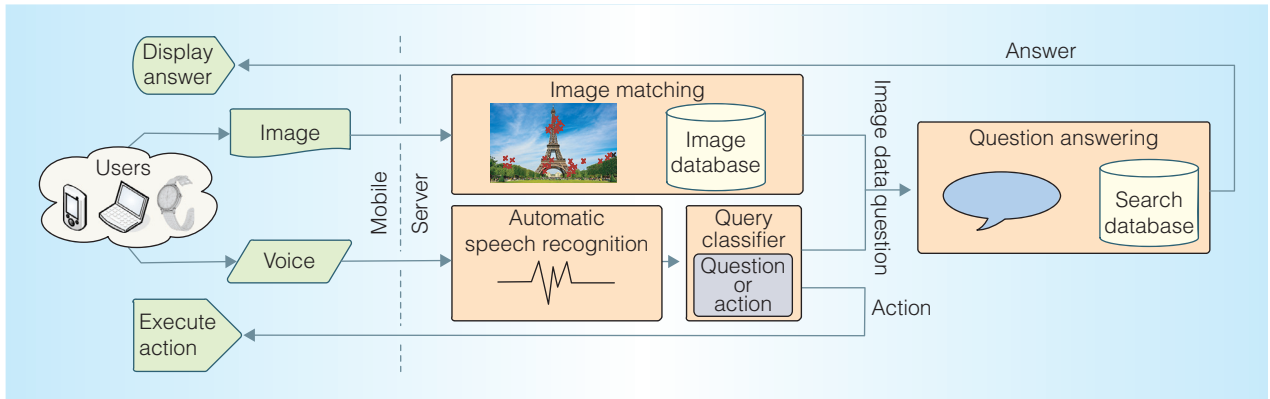 Display
answer
Answer
Image matching
Image
Image
database
Image data question
Question answering
Search
database
Users
Mobile
Server
Automatic
speech recognition
Query
classifier
Question
or
action
Voice
Execute
action
Action